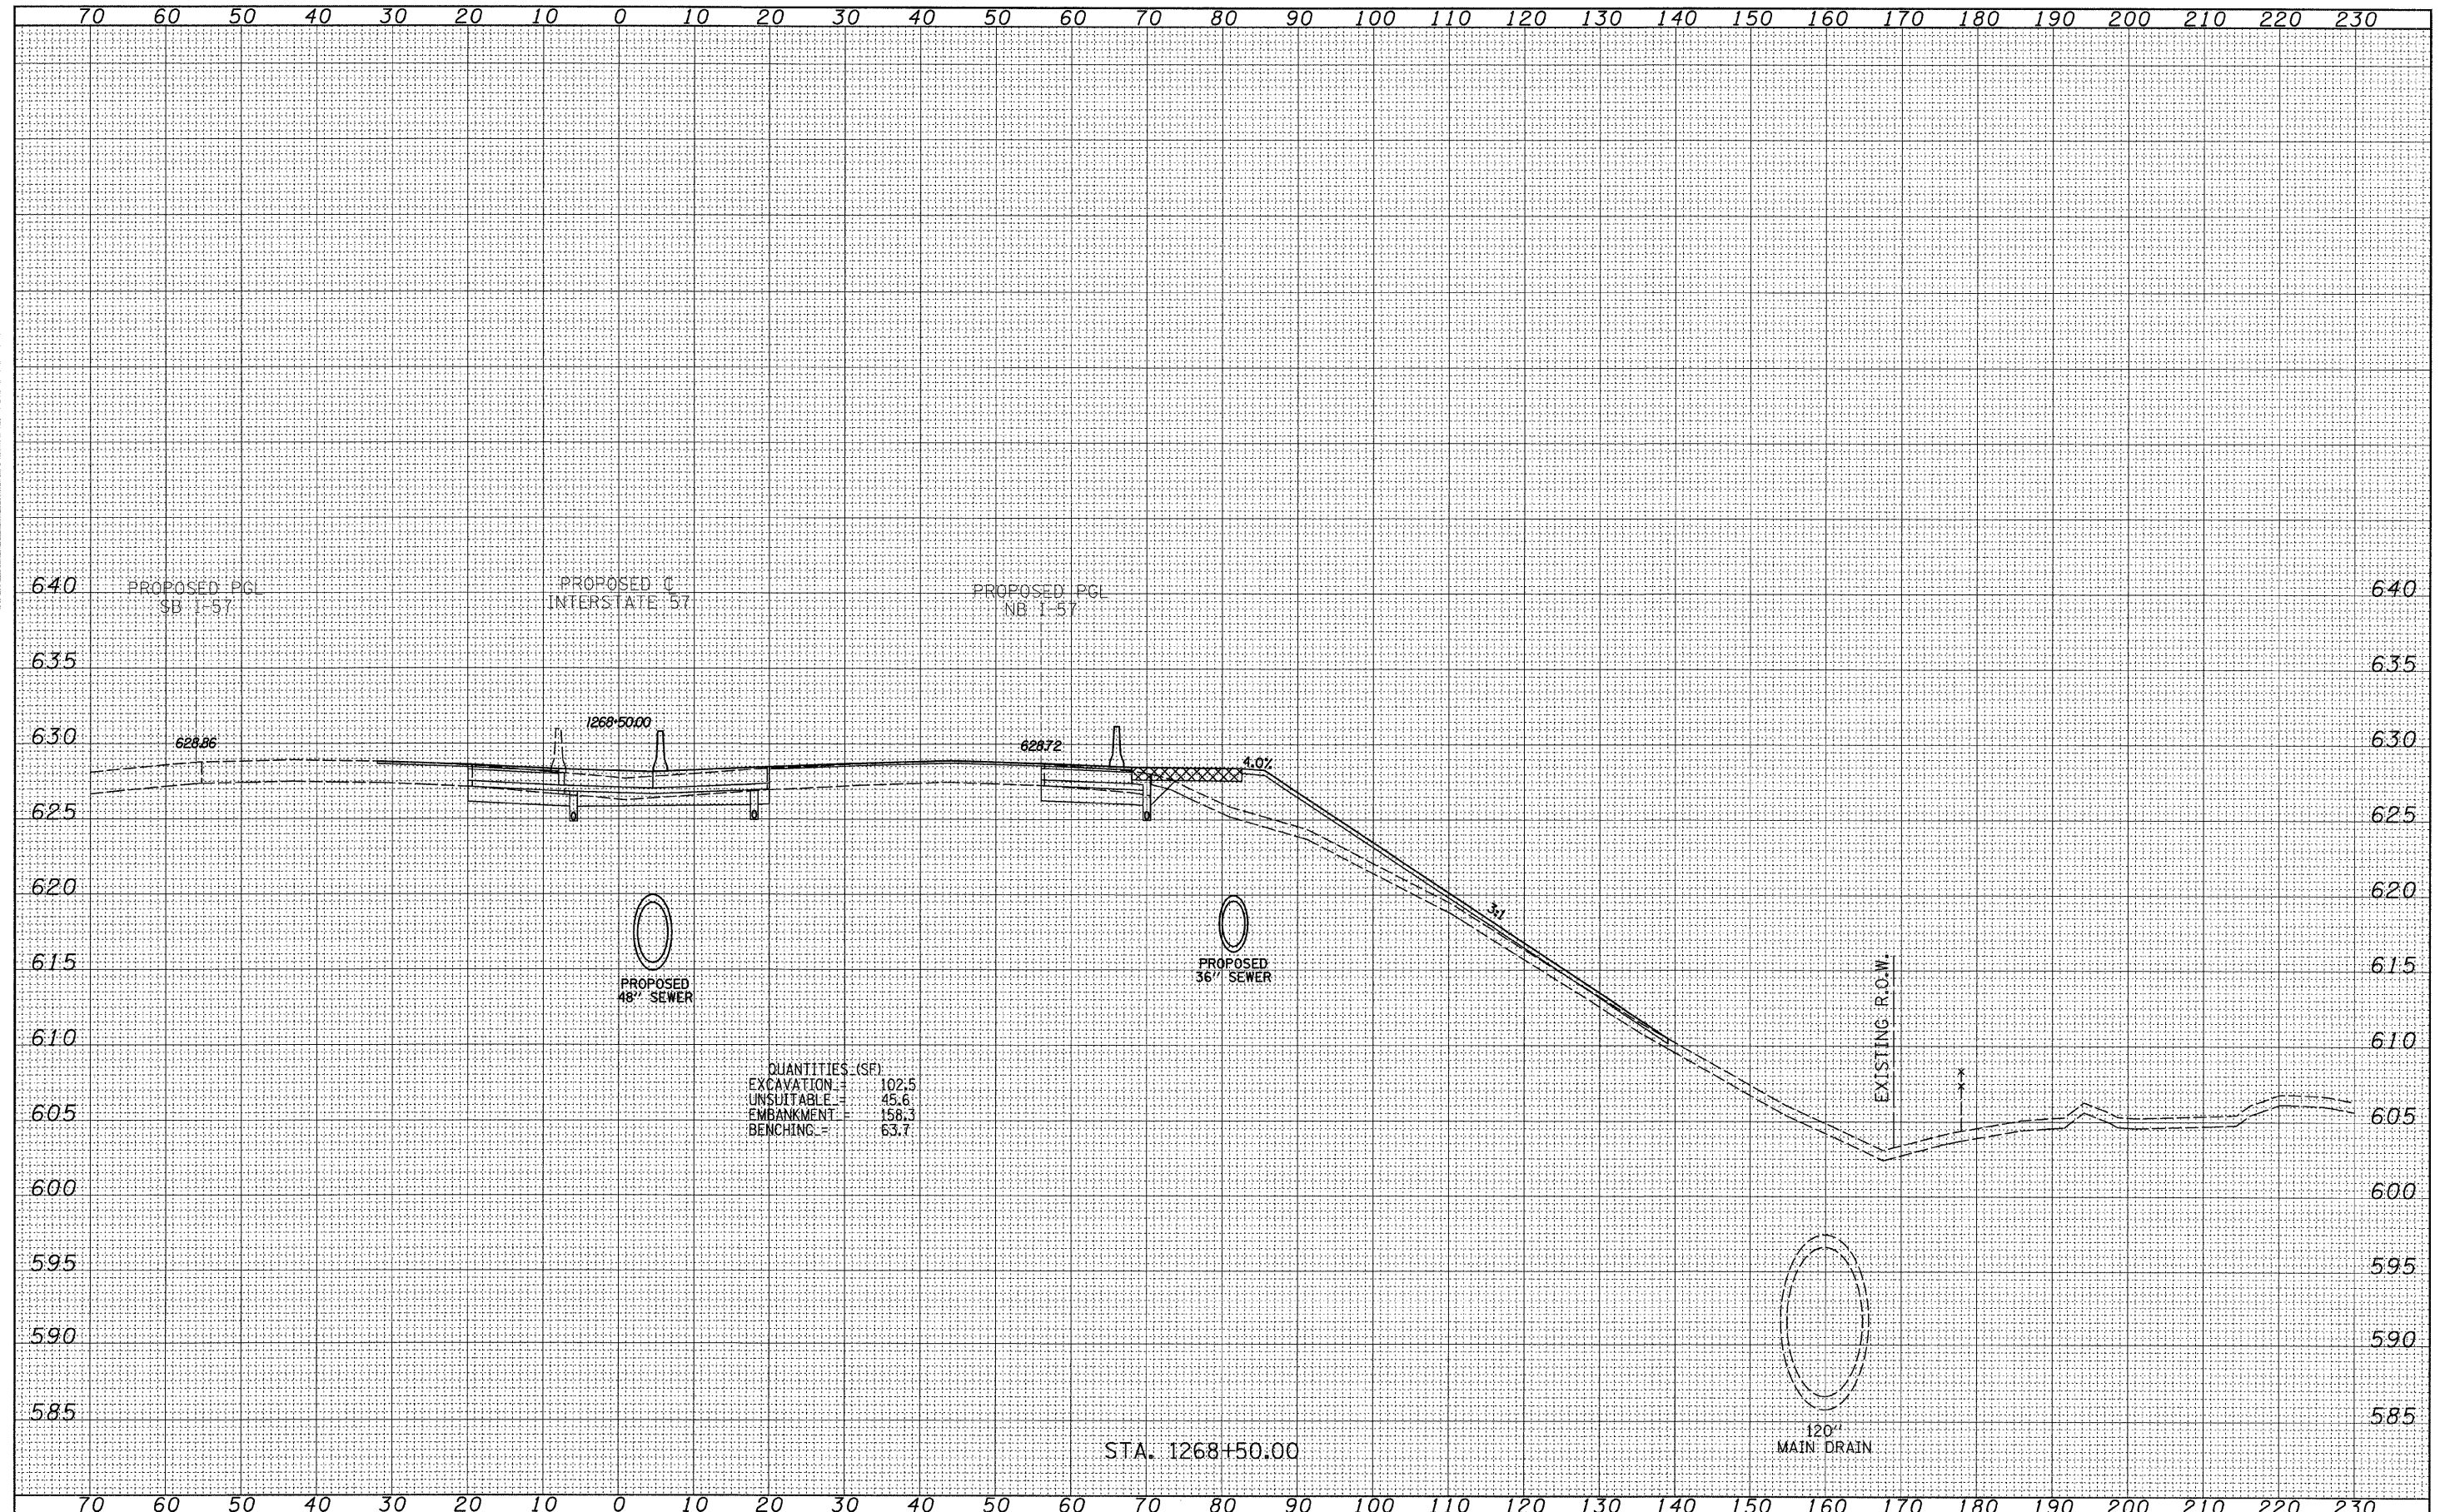 70 60 50 40 30 20 10 0 10 20 30 40 50 60 70 80 90 100 110 120 130 140 150 160 170 180 190 200 210 220 230
640
PROPOSED PGL
SB I-57
PROPOSED ℄
INTERSTATE 57
PROPOSED PGL
NB I-57
640
635
635
1268+50.00
630
628.86
628.72
630
4.0%
625
625
620
620
3:1
615
PROPOSED
48" SEWER
PROPOSED
36" SEWER
615
EXISTING R.O.W.
610
610
QUANTITIES (SF)
EXCAVATION = 102.5
UNSUITABLE = 45.6
EMBANKMENT = 158.3
BENCHING = 63.7
605
605
600
600
595
595
590
590
585
585
120"
MAIN DRAIN
STA. 1268+50.00
70 60 50 40 30 20 10 0 10 20 30 40 50 60 70 80 90 100 110 120 130 140 150 160 170 180 190 200 210 220 230